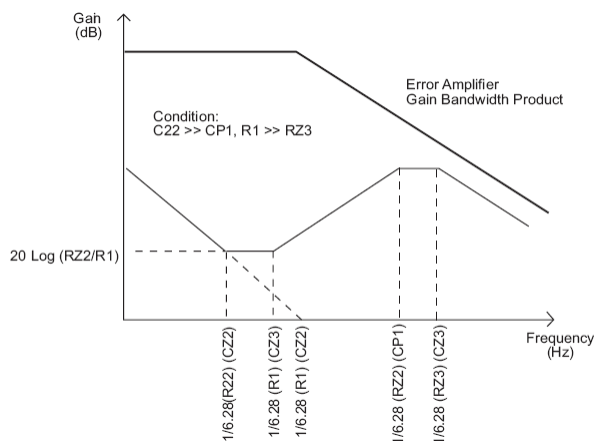 Gain
(dB)
Error Amplifier
Gain Bandwidth Product
Condition:
C22 >> CP1, R1 >> RZ3
20 Log (RZ2/R1)
Frequency
(Hz)
1/6.28(R22) (CZ2)
1/6.28 (R1) (CZ3)
1/6.28 (R1) (CZ2)
1/6.28 (RZ2) (CP1)
1/6.28 (RZ3) (CZ3)